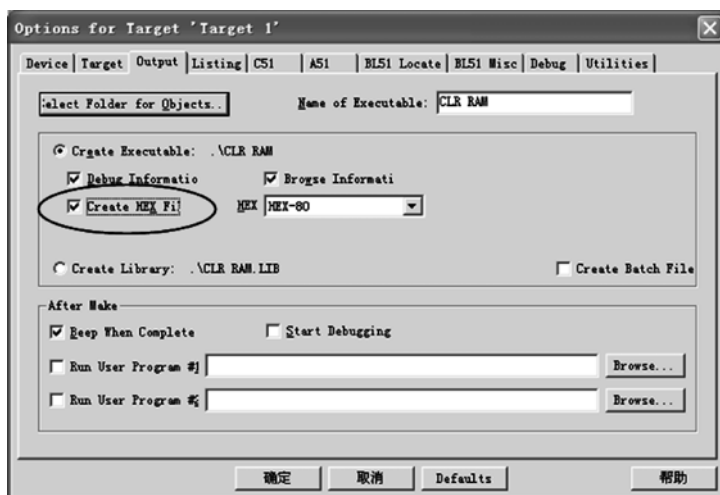 Options for Target 'Target 1'
Device Target Output Listing C51 A51 BL51 Locate BL51 Misc Debug Utilities
elect Folder for Objects.. Name of Executable: CLR RAM
Create Executable: .\CLR RAM
Debug Informatio Browse Informati
Create HEX Fi HEX HEX-80
Create Library: .\CLR RAM.LIB Create Batch File
After Make
Beep When Complete Start Debugging
Run User Program #1 Browse...
Run User Program # Browse...
确定 取消 Defaults 帮助